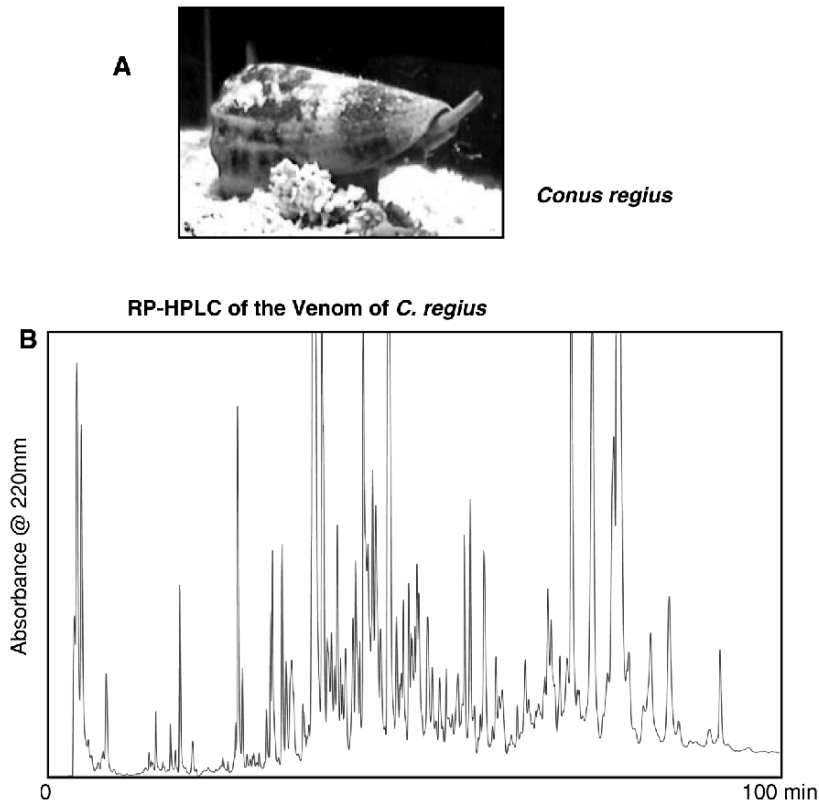 A
Conus regius
RP-HPLC of the Venom of C. regius
B
Absorbance @ 220mm
0
100 min